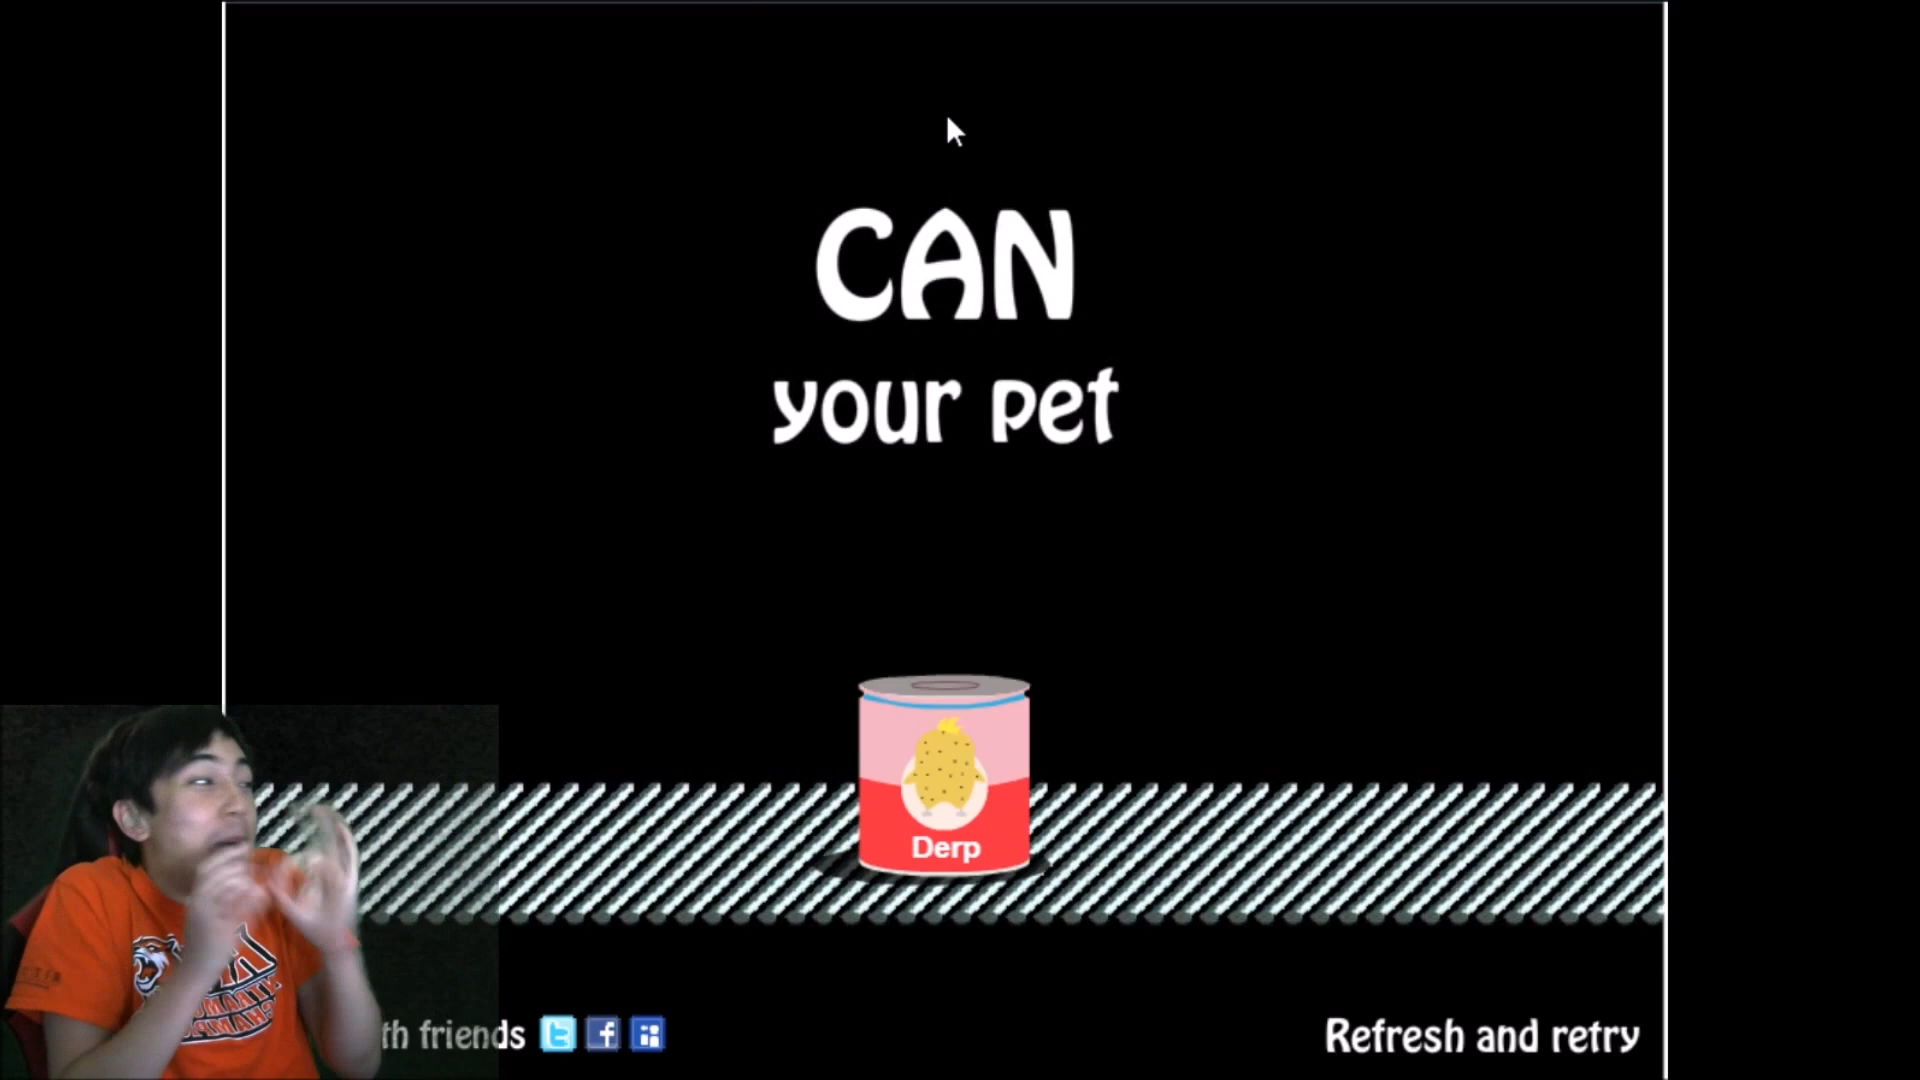 CAN
your pet
Derp
th friends
Refresh and retry